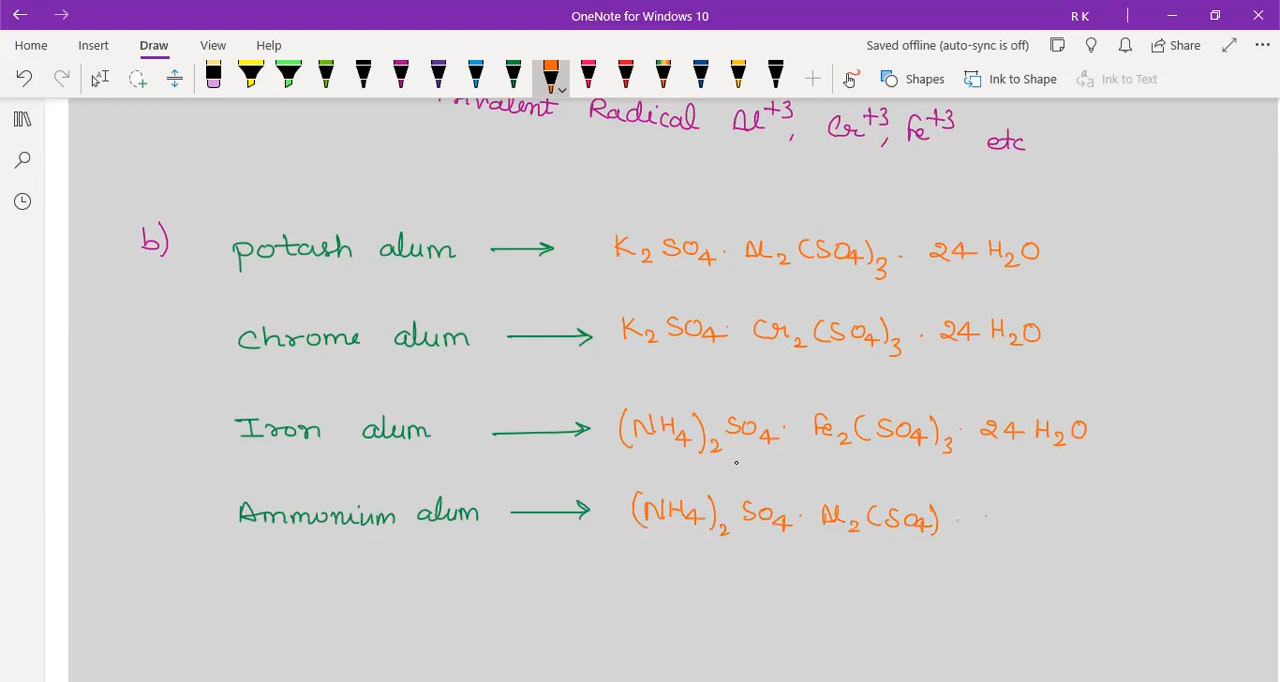 OneNote for Windows 10
R K
Home Insert Draw View Help
Saved offline (auto-sync is off) Share
Shapes Ink to Shape Ink to Text
Radical Al+3, Cr+3, Fe+3 etc
b)
potash alum → K2SO4 . Al2(SO4)3 . 24 H2O
chrome alum → K2SO4 . Cr2(SO4)3 . 24 H2O
Iron alum → (NH4)2SO4 . Fe2(SO4)3 . 24 H2O
Ammonium alum → (NH4)2 SO4 . Al2(SO4) .